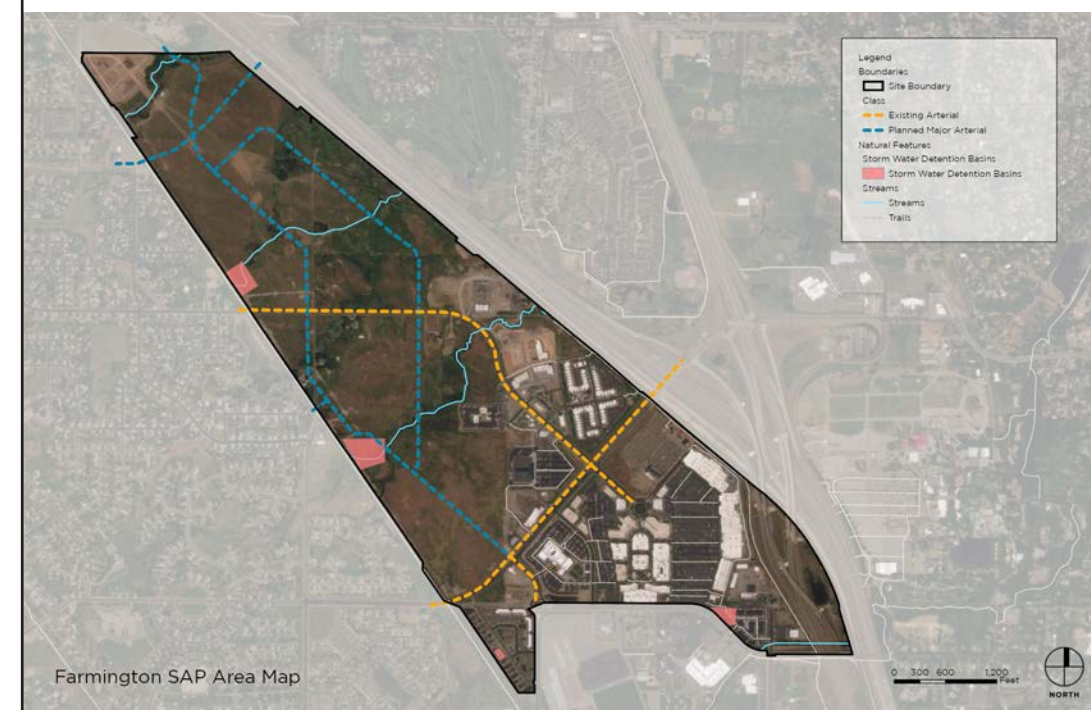 Legend
Boundaries
Site Boundary
Class
Existing Arterial
Planned Major Arterial
Natural Features
Storm Water Detention Basins
Storm Water Detention Basins
Streams
Streams
Trails
Farmington SAP Area Map
0 300 600 1,200
Feet
NORTH